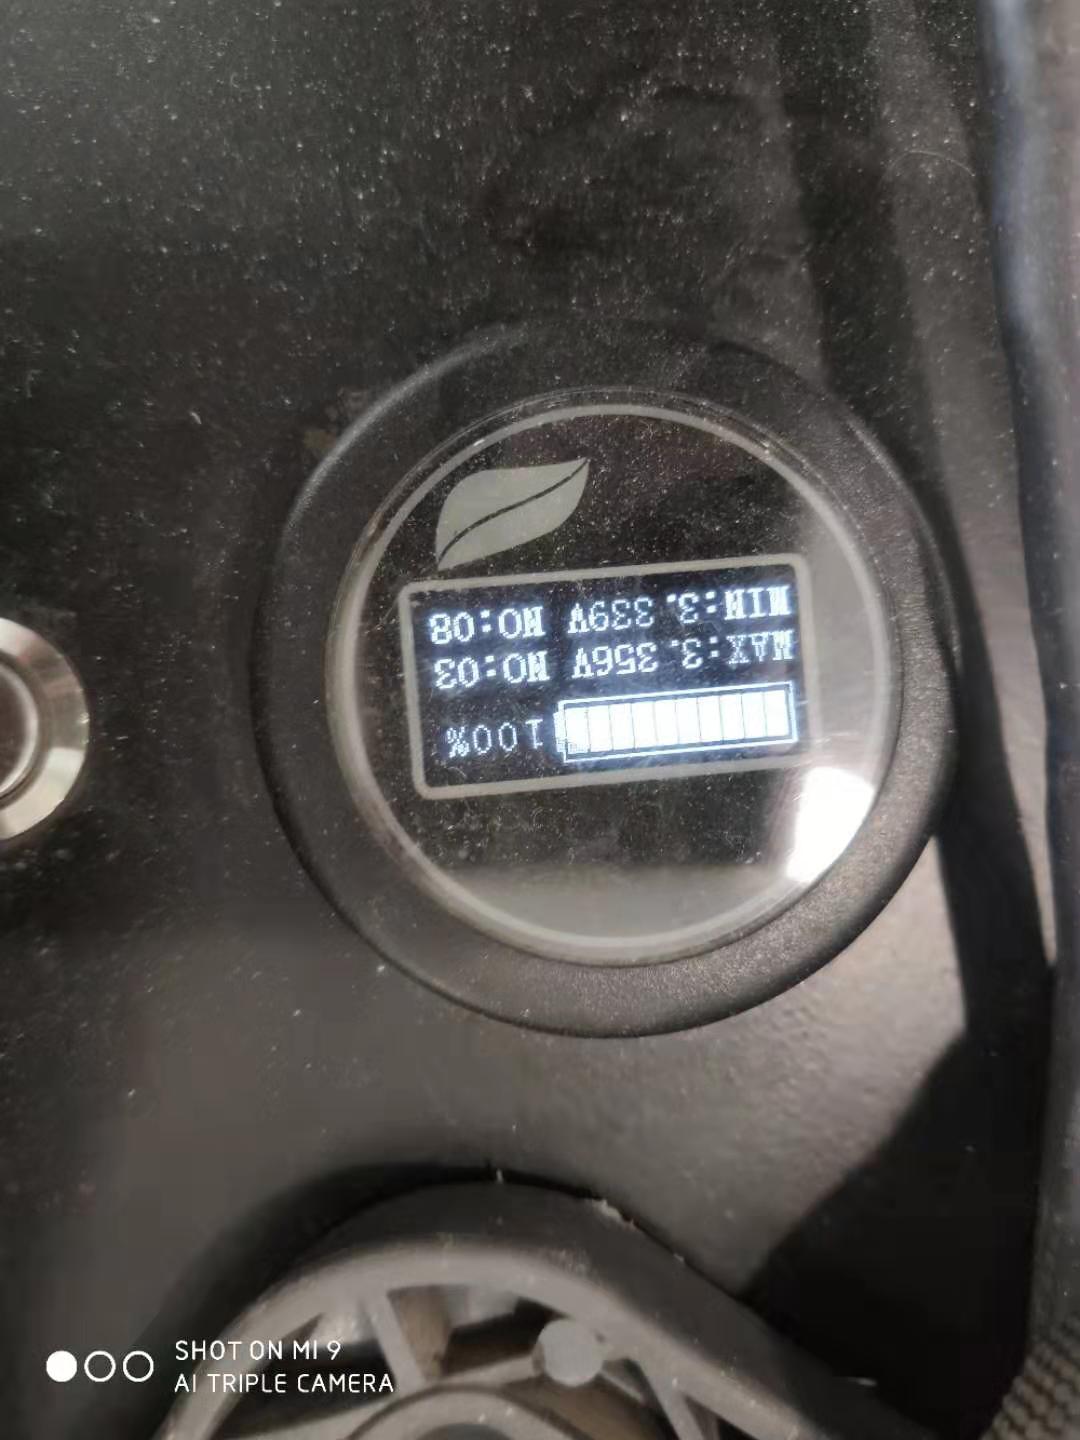 100%
MAX:3.356V NO:03
MIN:3.339V NO:08
SHOT ON MI 9
AI TRIPLE CAMERA